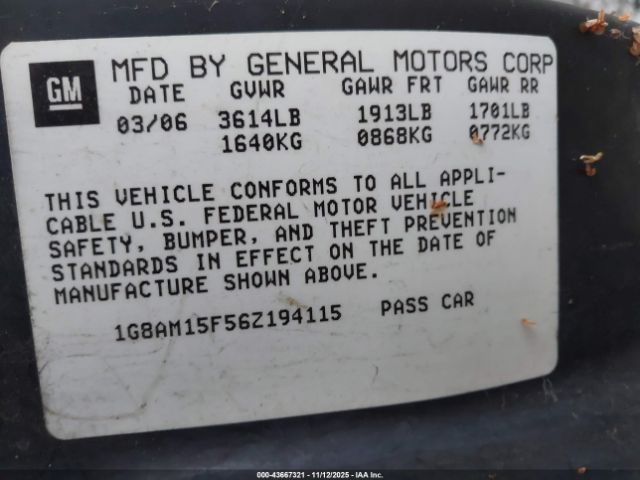 GM
MFD BY GENERAL MOTORS CORP
DATE GVWR GAWR FRT GAWR RR
03/06 3614LB 1913LB 1701LB
1640KG 0868KG 0772KG
THIS VEHICLE CONFORMS TO ALL APPLI-
CABLE U.S. FEDERAL MOTOR VEHICLE
SAFETY, BUMPER, AND THEFT PREVENTION
STANDARDS IN EFFECT ON THE DATE OF
MANUFACTURE SHOWN ABOVE.
1G8AM15F56Z194115 PASS CAR
© 00-43667321 - 11/12/2025 - IAA Inc.